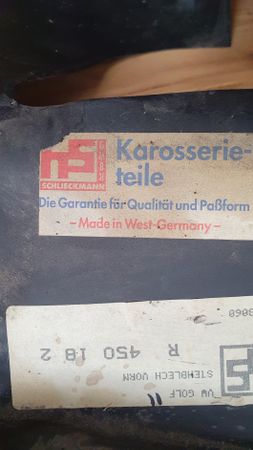 Karosserie-
teile
SCHLIECKMANN
Die Garantie für Qualität und Paßform
– Made in West-Germany –
R 450 18 2
STEHBLECH VORN
VW GOLF "